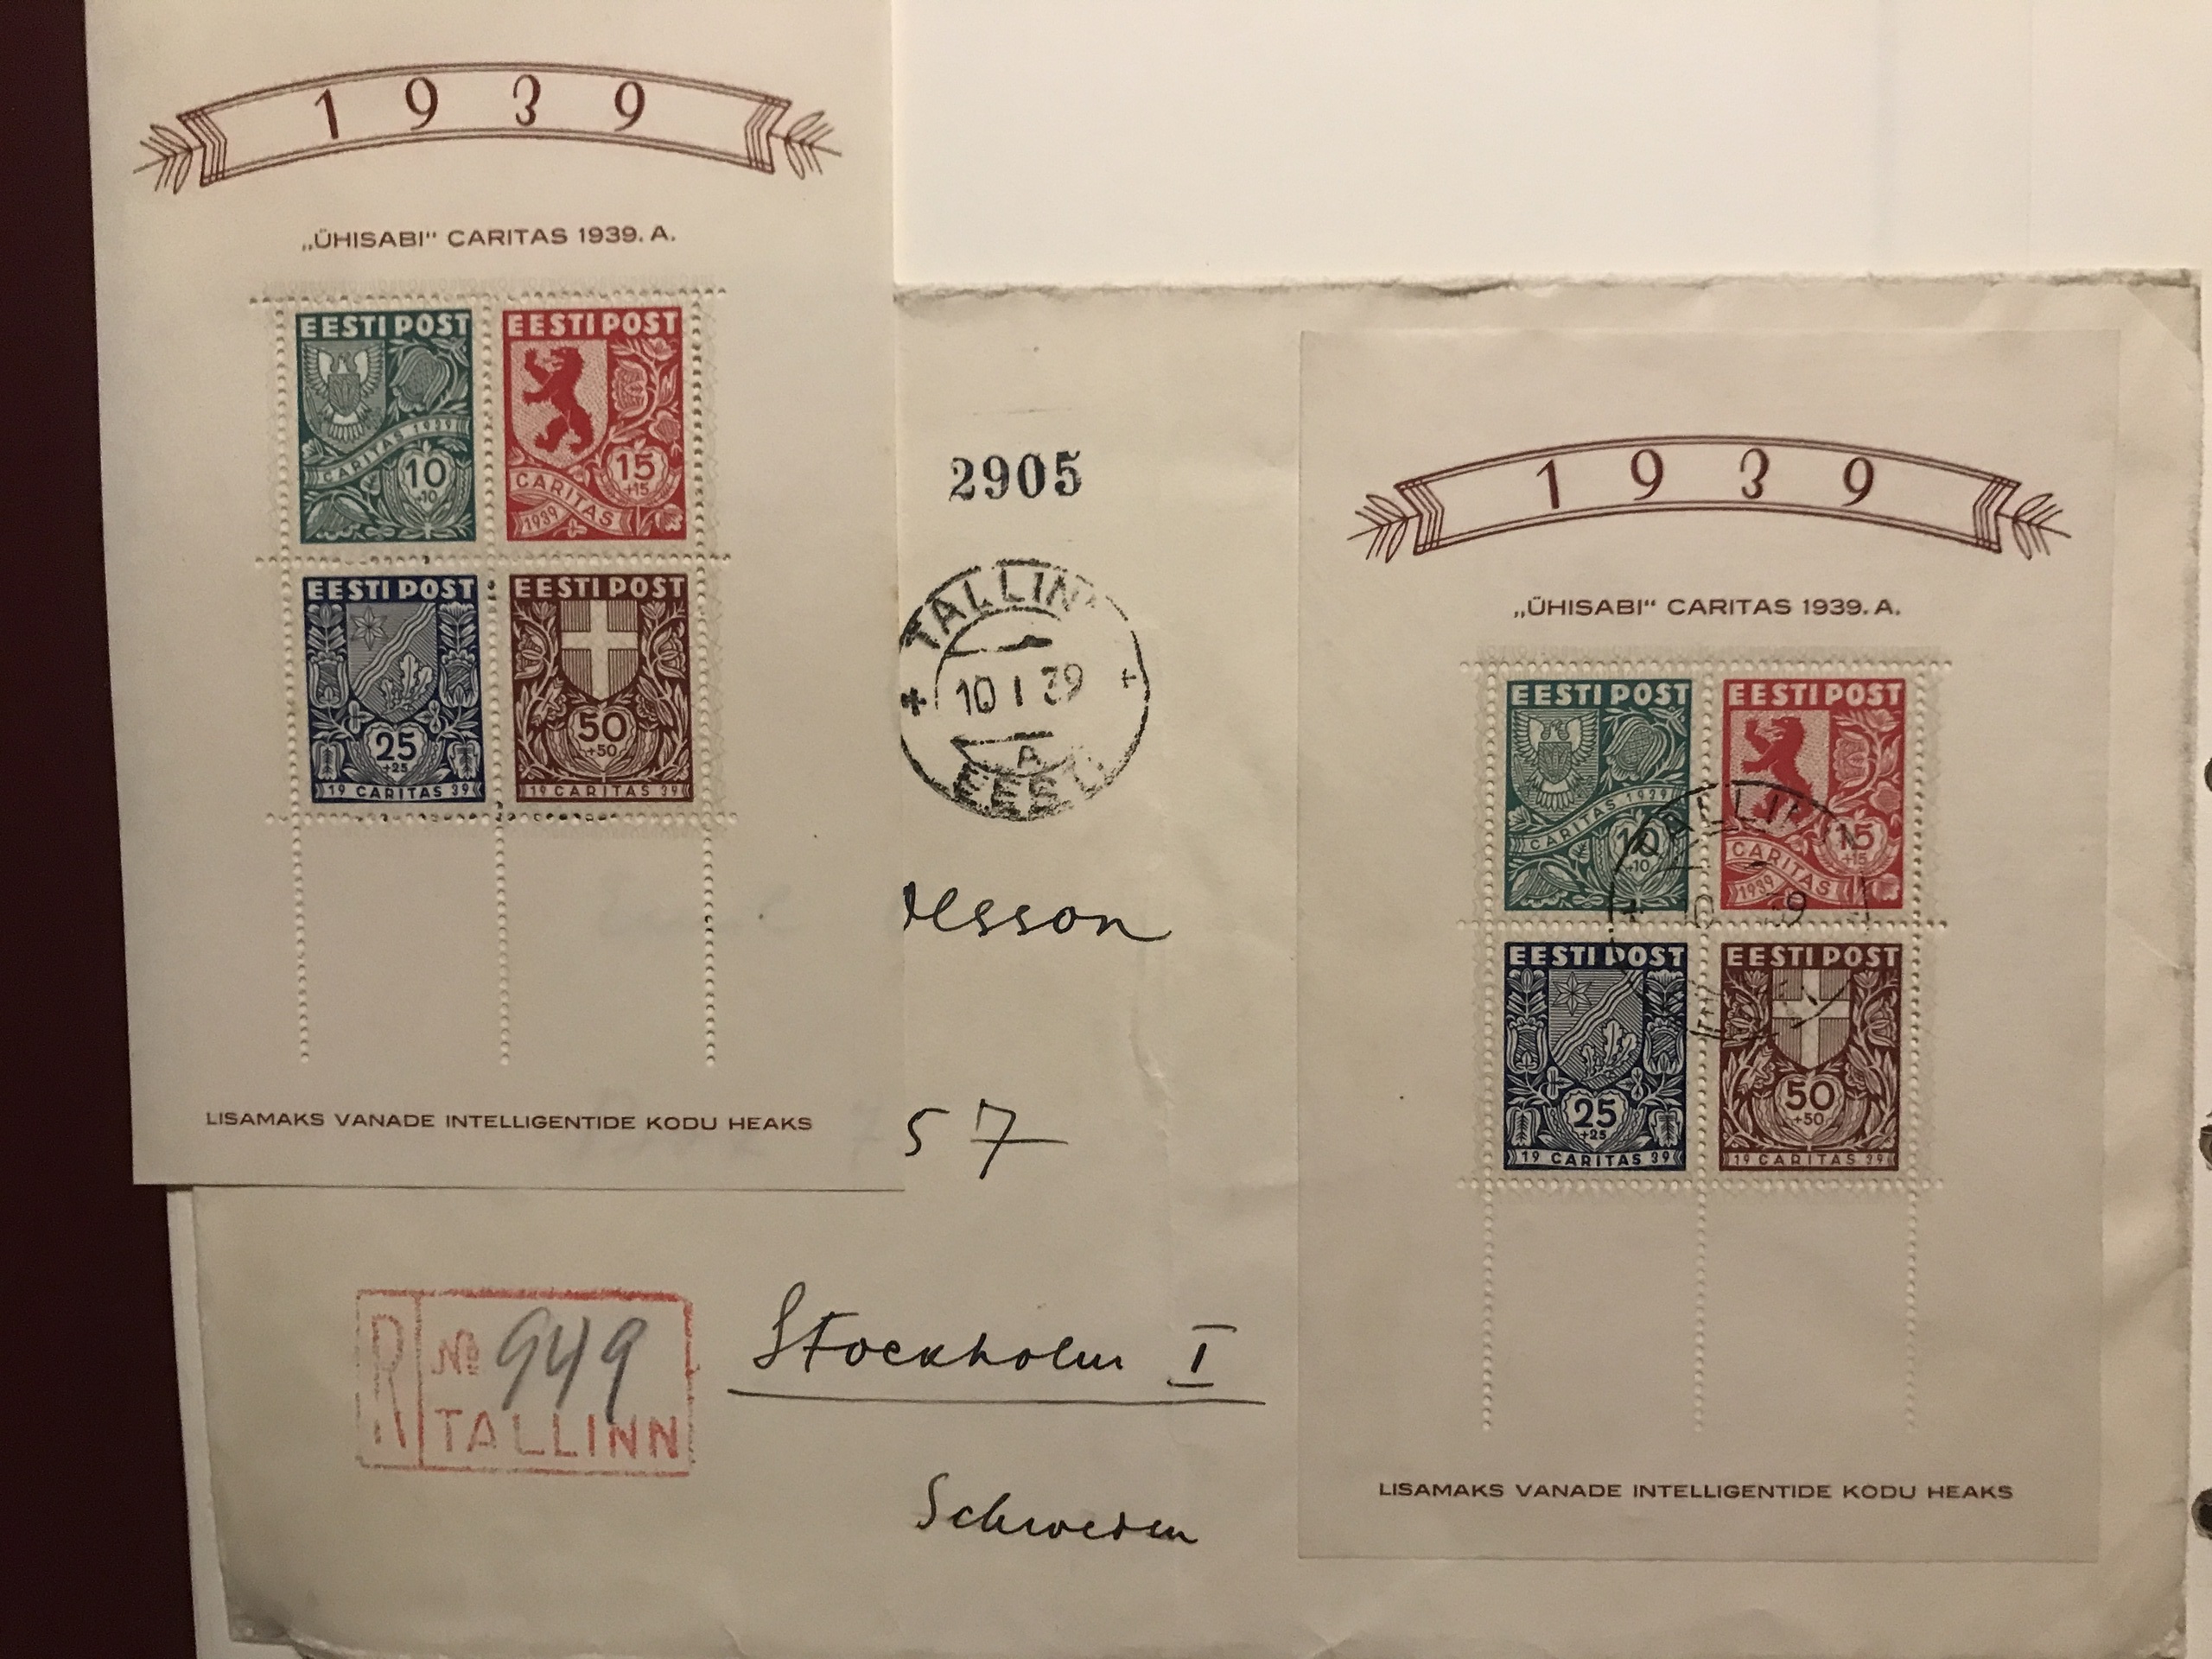 1939
„ÜHISABI“ CARITAS 1939. A.
EESTI POST
CARITAS 1939
10
+10
EESTI POST
15
+15
CARITAS
1939
EESTI POST
25
+25
19 CARITAS 39
EESTI POST
50
+50
19 CARITAS 39
LISAMAKS VANADE INTELLIGENTIDE KODU HEAKS
2905
TALLINN
10 I 39
A
EESTI
57
R
№ 949
TALLINN
Stockholm I
Schweden
1939
„ÜHISABI“ CARITAS 1939. A.
EESTI POST
CARITAS 1939
10
+10
EESTI POST
15
+15
CARITAS
1939
TALLINN
EESTI POST
25
+25
19 CARITAS 39
EESTI POST
50
+50
19 CARITAS 39
LISAMAKS VANADE INTELLIGENTIDE KODU HEAKS